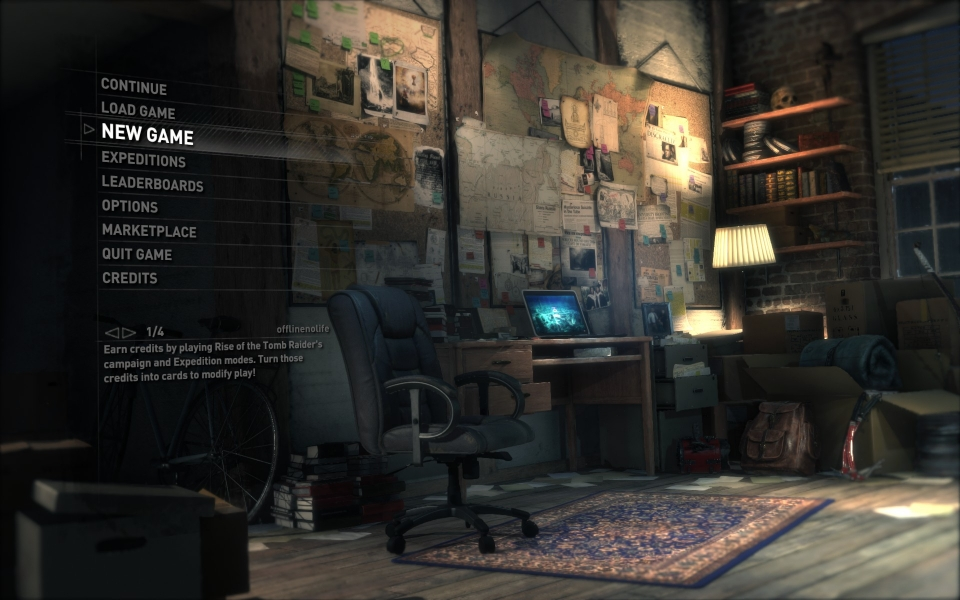 CONTINUE
LOAD GAME
NEW GAME
EXPEDITIONS
LEADERBOARDS
OPTIONS
MARKETPLACE
QUIT GAME
CREDITS
1/4
offlinenolife
Earn credits by playing Rise of the Tomb Raider's
campaign and Expedition modes. Turn those
credits into cards to modify play!